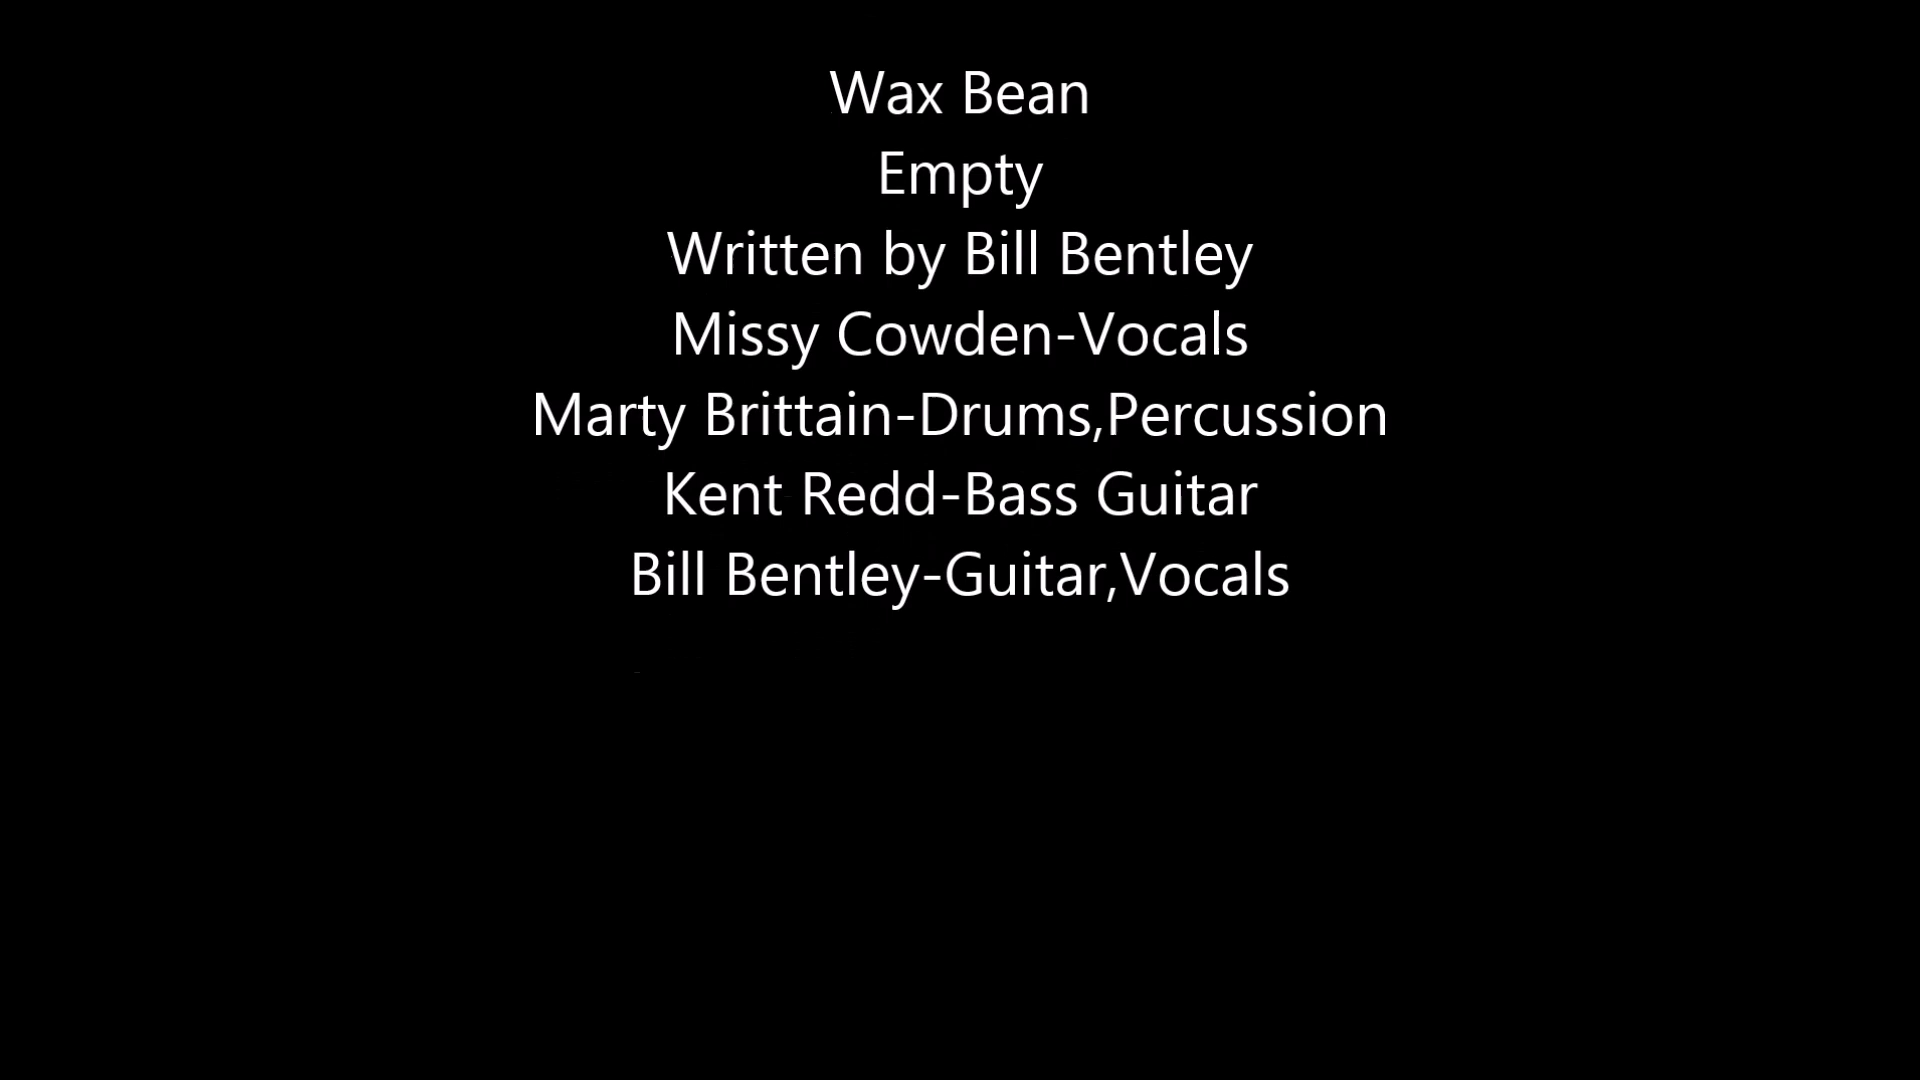 Wax Bean
Empty
Written by Bill Bentley
Missy Cowden-Vocals
Marty Brittain-Drums,Percussion
Kent Redd-Bass Guitar
Bill Bentley-Guitar,Vocals